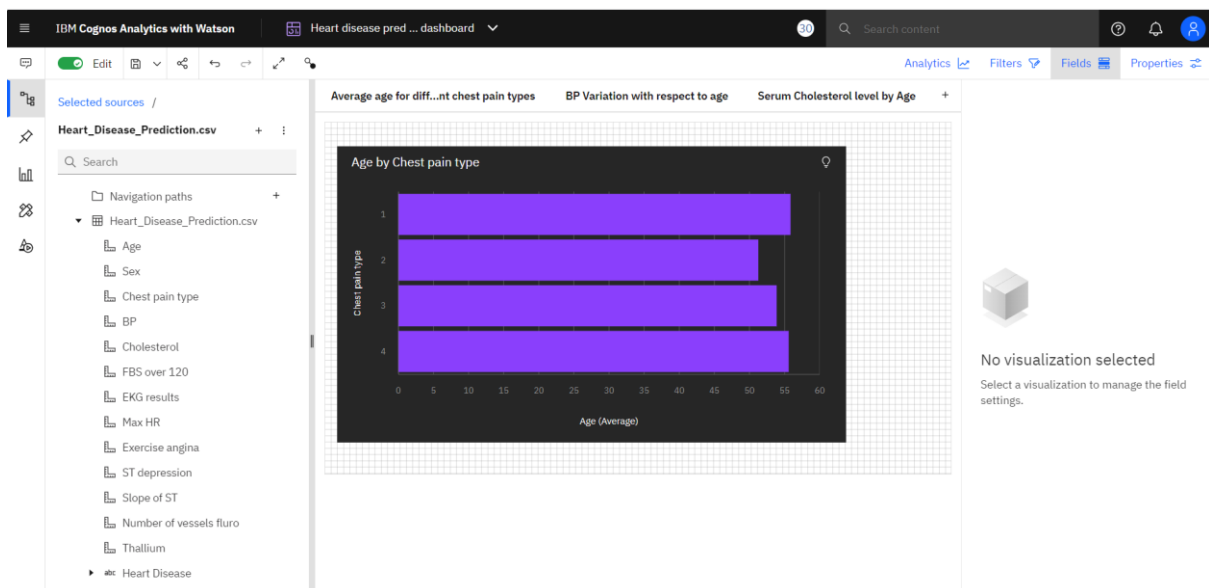 IBM Cognos Analytics with Watson
Heart disease pred ... dashboard
30
Search content
Edit
Analytics
Filters
Fields
Properties
Selected sources /
Heart_Disease_Prediction.csv
Search
Navigation paths
Heart_Disease_Prediction.csv
Age
Sex
Chest pain type
BP
Cholesterol
FBS over 120
EKG results
Max HR
Exercise angina
ST depression
Slope of ST
Number of vessels fluro
Thallium
abc Heart Disease
Average age for diff...nt chest pain types
BP Variation with respect to age
Serum Cholesterol level by Age
Age by Chest pain type
Chest pain type
1
2
3
4
0 5 10 15 20 25 30 35 40 45 50 55 60
Age (Average)
No visualization selected
Select a visualization to manage the field
settings.